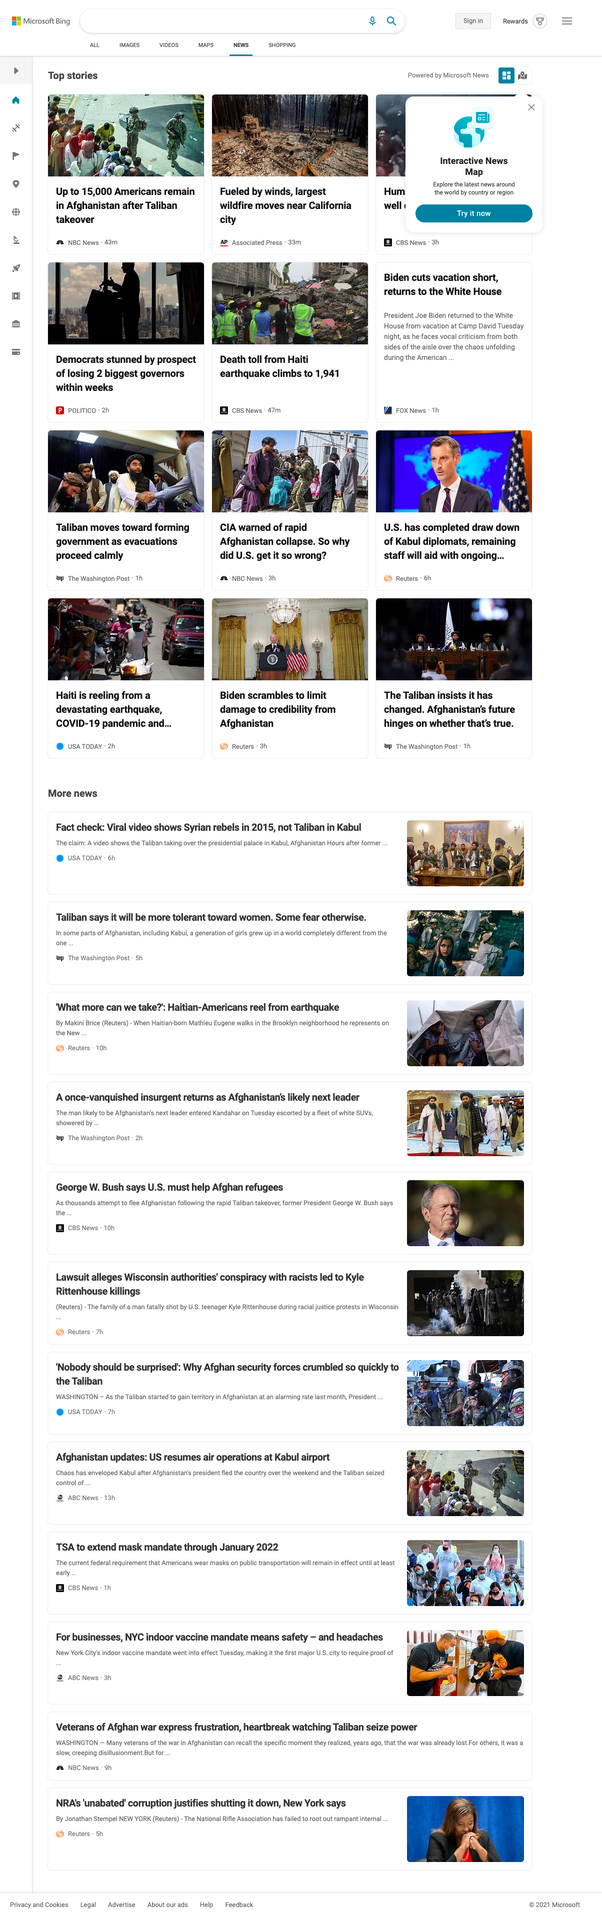 Microsoft Bing
Sign in
Rewards
ALL
IMAGES
VIDEOS
MAPS
NEWS
SHOPPING
Top stories
Powered by Microsoft News
Up to 15,000 Americans remain
in Afghanistan after Taliban
takeover
NBC News · 43m
Fueled by winds, largest
wildfire moves near California
city
AP Associated Press · 33m
Hum
well
CBS News · 3h
Interactive News
Map
Explore the latest news around
the world by country or region
Try it now
Democrats stunned by prospect
of losing 2 biggest governors
within weeks
POLITICO · 2h
Death toll from Haiti
earthquake climbs to 1,941
CBS News · 47m
Biden cuts vacation short,
returns to the White House
President Joe Biden returned to the White
House from vacation at Camp David Tuesday
night, as he faces vocal criticism from both
sides of the aisle over the chaos unfolding
during the American ...
FOX News · 1h
Taliban moves toward forming
government as evacuations
proceed calmly
wp The Washington Post · 1h
CIA warned of rapid
Afghanistan collapse. So why
did U.S. get it so wrong?
NBC News · 3h
U.S. has completed draw down
of Kabul diplomats, remaining
staff will aid with ongoing...
Reuters · 6h
Haiti is reeling from a
devastating earthquake,
COVID-19 pandemic and...
USA TODAY · 2h
Biden scrambles to limit
damage to credibility from
Afghanistan
Reuters · 3h
The Taliban insists it has
changed. Afghanistan's future
hinges on whether that's true.
wp The Washington Post · 1h
More news
Fact check: Viral video shows Syrian rebels in 2015, not Taliban in Kabul
The claim: A video shows the Taliban taking over the presidential palace in Kabul, Afghanistan Hours after former ...
USA TODAY · 6h
Taliban says it will be more tolerant toward women. Some fear otherwise.
In some parts of Afghanistan, including Kabul, a generation of girls grew up in a world completely different from the
one ...
wp The Washington Post · 5h
'What more can we take?': Haitian-Americans reel from earthquake
By Makini Brice (Reuters) - When Haitian-born Mathieu Eugene walks in the Brooklyn neighborhood he represents on
the New ...
Reuters · 10h
A once-vanquished insurgent returns as Afghanistan's likely next leader
The man likely to be Afghanistan's next leader entered Kandahar on Tuesday escorted by a fleet of white SUVs,
showered by ...
wp The Washington Post · 2h
George W. Bush says U.S. must help Afghan refugees
As thousands attempt to flee Afghanistan following the rapid Taliban takeover, former President George W. Bush says
the ...
CBS News · 10h
Lawsuit alleges Wisconsin authorities' conspiracy with racists led to Kyle
Rittenhouse killings
(Reuters) - The family of a man fatally shot by U.S. teenager Kyle Rittenhouse during racial justice protests in Wisconsin
...
Reuters · 7h
'Nobody should be surprised': Why Afghan security forces crumbled so quickly to
the Taliban
WASHINGTON – As the Taliban started to gain territory in Afghanistan at an alarming rate last month, President ...
USA TODAY · 7h
Afghanistan updates: US resumes air operations at Kabul airport
Chaos has enveloped Kabul after Afghanistan's president fled the country over the weekend and the Taliban seized
control of ...
ABC News · 13h
TSA to extend mask mandate through January 2022
The current federal requirement that Americans wear masks on public transportation will remain in effect until at least
early ...
CBS News · 1h
For businesses, NYC indoor vaccine mandate means safety – and headaches
New York City's indoor vaccine mandate went into effect Tuesday, making it the first major U.S. city to require proof of
...
ABC News · 3h
Veterans of Afghan war express frustration, heartbreak watching Taliban seize power
WASHINGTON — Many veterans of the war in Afghanistan can recall the specific moment they realized, years ago, that the war was already lost.For others, it was a
slow, creeping disillusionment.But for ...
NBC News · 9h
NRA's 'unabated' corruption justifies shutting it down, New York says
By Jonathan Stempel NEW YORK (Reuters) - The National Rifle Association has failed to root out rampant internal ...
Reuters · 5h
Privacy and Cookies
Legal
Advertise
About our ads
Help
Feedback
© 2021 Microsoft